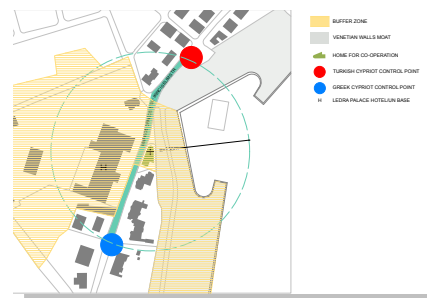 BUFFER ZONE
VENETIAN WALLS MOAT
HOME FOR CO-OPERATION
TURKISH CYPRIOT CONTROL POINT
GREEK CYPRIOT CONTROL POINT
H LEDRA PALACE HOTEL/UN BASE
H